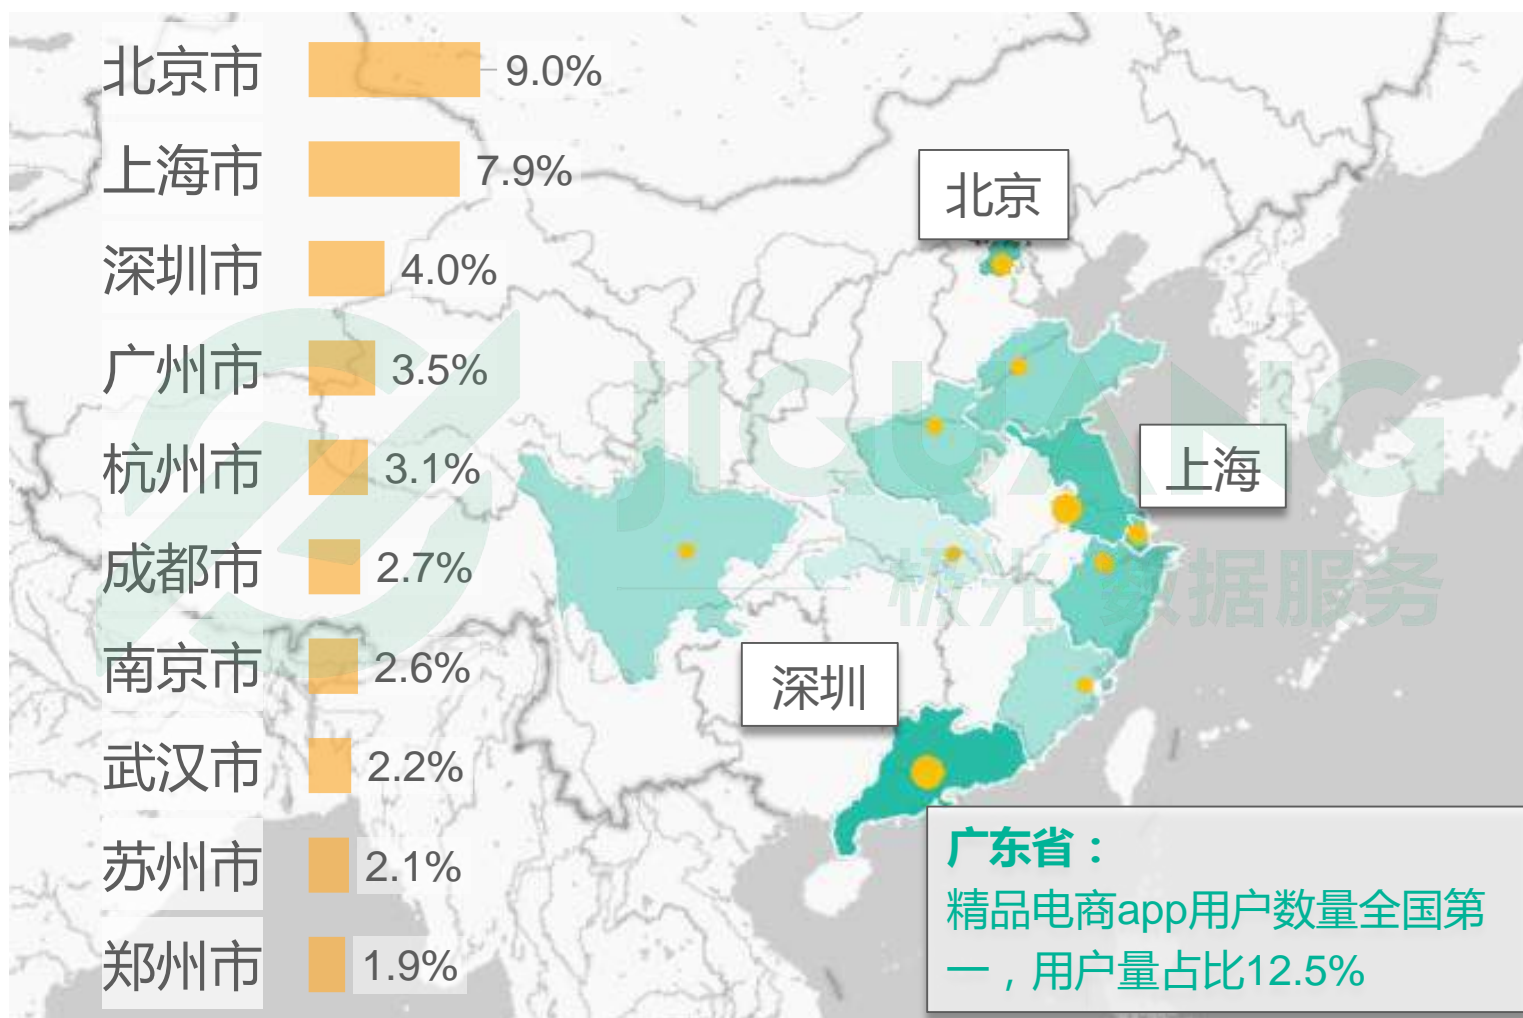 北京市 9.0%
上海市 7.9%
深圳市 4.0%
广州市 3.5%
杭州市 3.1%
成都市 2.7%
南京市 2.6%
武汉市 2.2%
苏州市 2.1%
郑州市 1.9%
北京
上海
深圳
JIGUANG
极光 数据服务
广东省：
精品电商app用户数量全国第
一，用户量占比12.5%